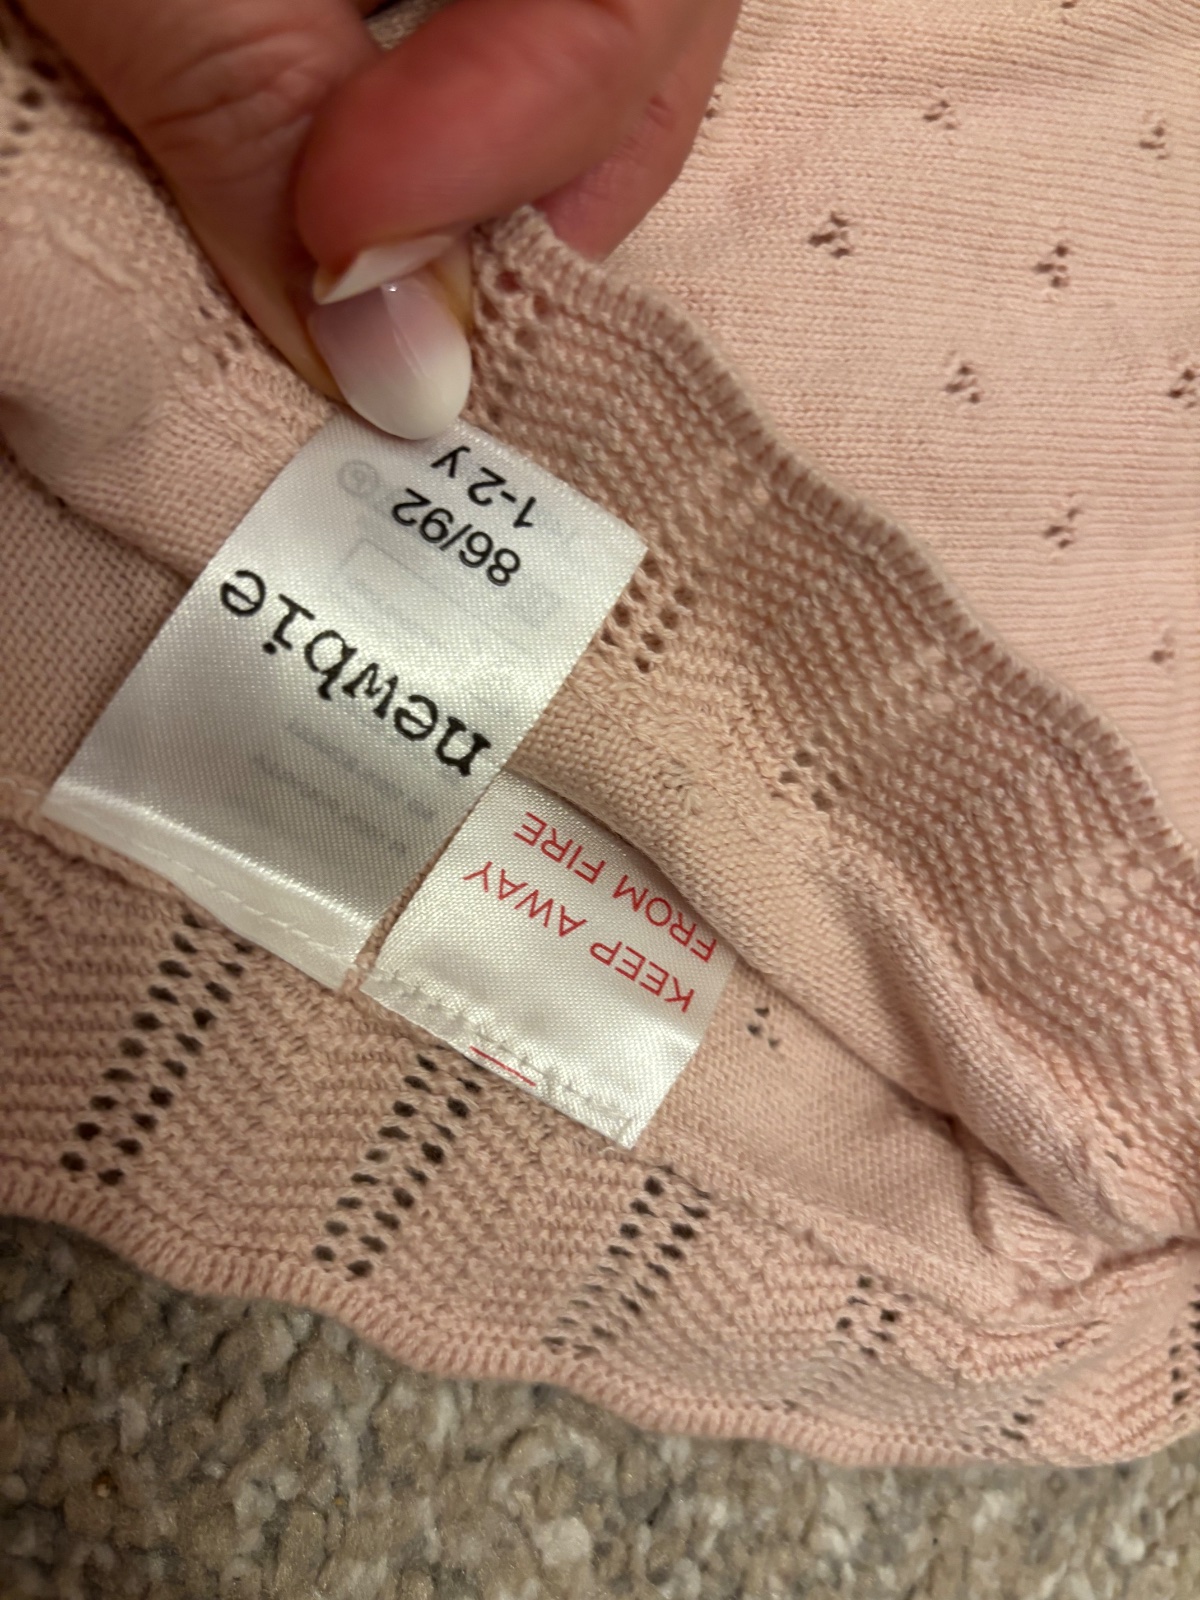 newbie
86/92
1-2 Y
KEEP AWAY
FROM FIRE